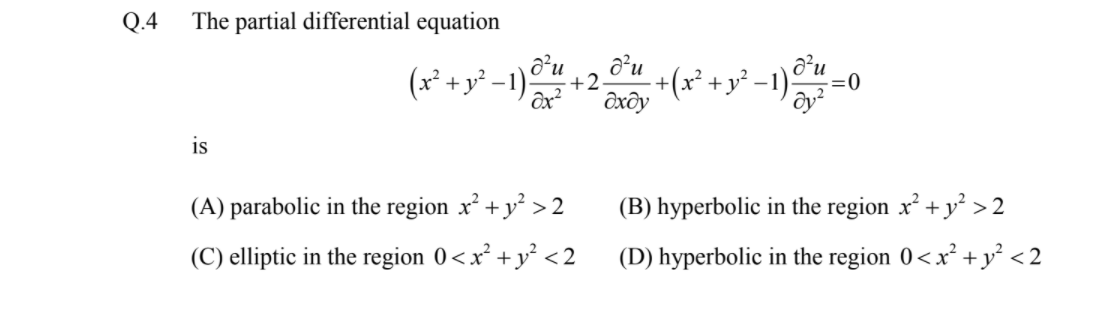 Q.4 The partial differential equation
(x² + y² −1) ∂²u/∂x² + 2 ∂²u/∂x∂y + (x² + y² −1) ∂²u/∂y² = 0
is
(A) parabolic in the region x² + y² > 2 (B) hyperbolic in the region x² + y² > 2
(C) elliptic in the region 0 < x² + y² < 2 (D) hyperbolic in the region 0 < x² + y² < 2